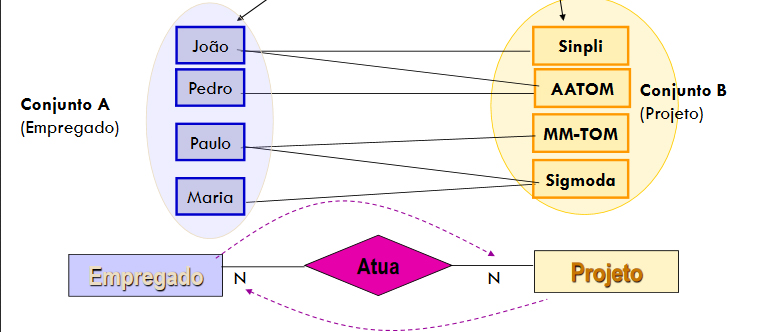 João
Sinpli
Pedro
AATOM
Conjunto A
(Empregado)
Conjunto B
(Projeto)
Paulo
MM-TOM
Maria
Sigmoda
Empregado
N
Atua
N
Projeto